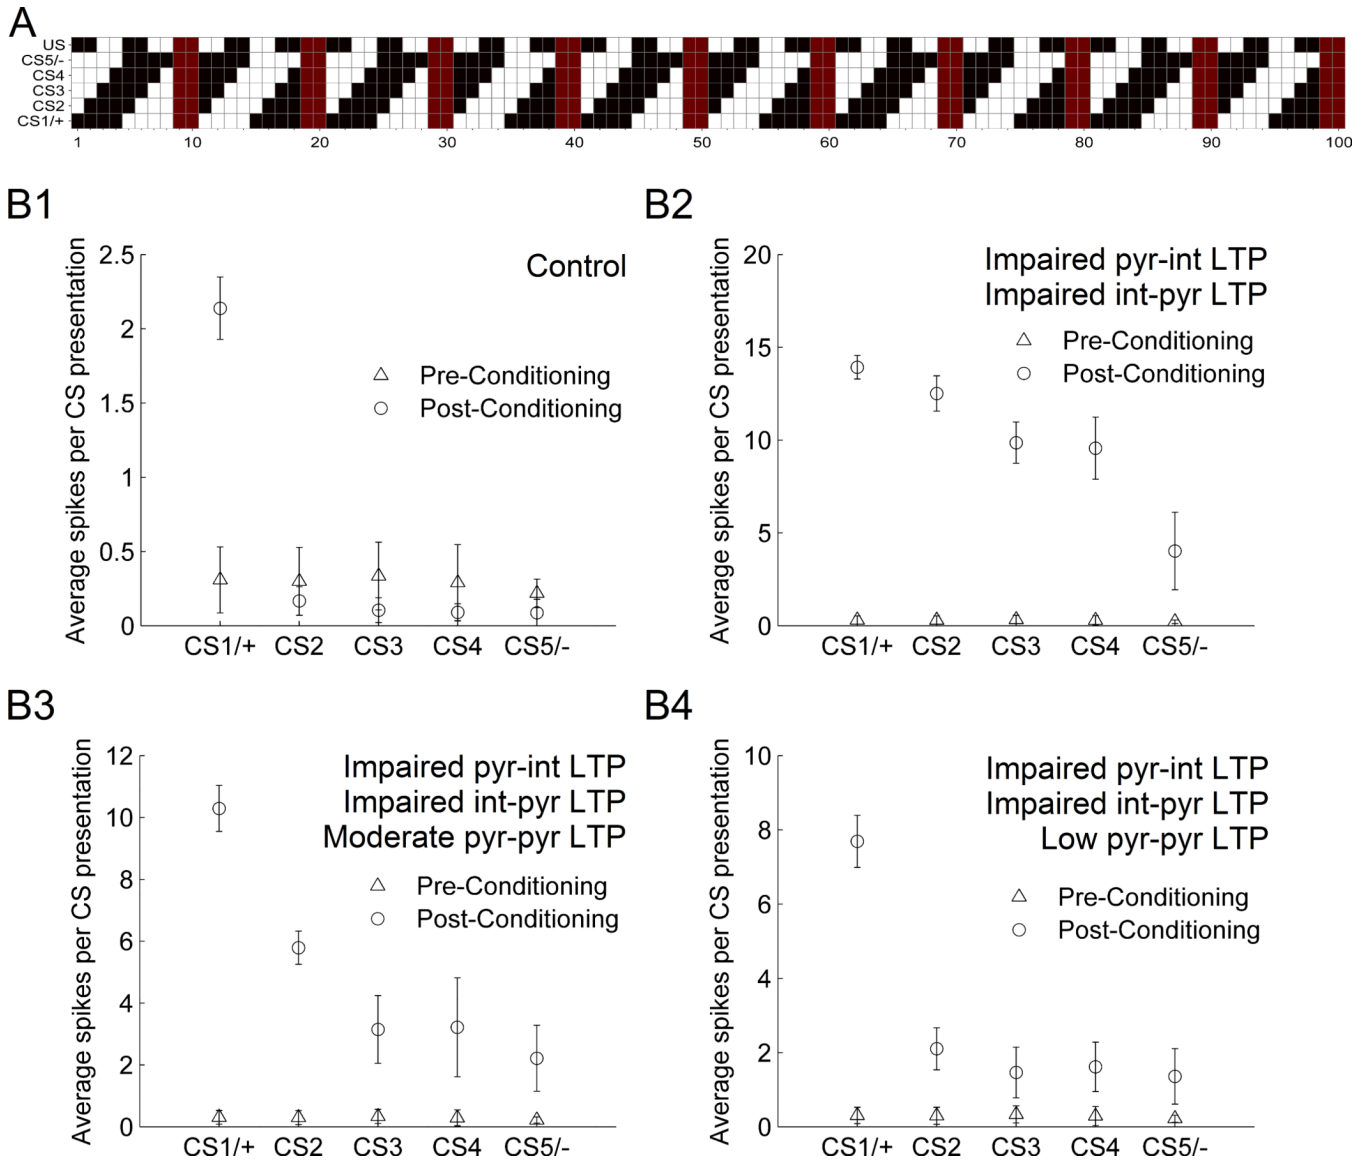 A
US
CS5/-
CS4
CS3
CS2
CS1/+
1 10 20 30 40 50 60 70 80 90 100
B1
Average spikes per CS presentation
2.5
2
1.5
1
0.5
0
Control
Pre-Conditioning
Post-Conditioning
CS1/+ CS2 CS3 CS4 CS5/-
B2
Average spikes per CS presentation
20
15
10
5
0
Impaired pyr-int LTP
Impaired int-pyr LTP
Pre-Conditioning
Post-Conditioning
CS1/+ CS2 CS3 CS4 CS5/-
B3
Average spikes per CS presentation
12
10
8
6
4
2
0
Impaired pyr-int LTP
Impaired int-pyr LTP
Moderate pyr-pyr LTP
Pre-Conditioning
Post-Conditioning
CS1/+ CS2 CS3 CS4 CS5/-
B4
Average spikes per CS presentation
10
8
6
4
2
0
Impaired pyr-int LTP
Impaired int-pyr LTP
Low pyr-pyr LTP
Pre-Conditioning
Post-Conditioning
CS1/+ CS2 CS3 CS4 CS5/-